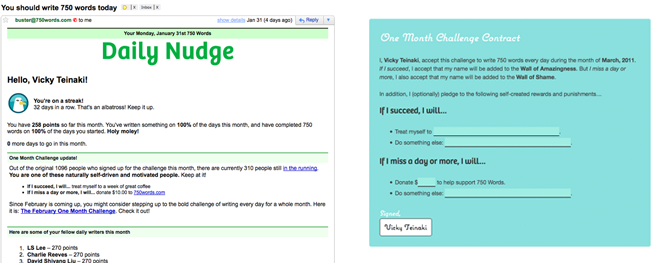 You should write 750 words today
Inbox X
buster@750words.com to me
show details Jan 31 (4 days ago)
Reply
Your Monday, January 31st 750 Words
Daily Nudge
Hello, Vicky Teinaki!
You're on a streak!
32 days in a row. That's an albatross! Keep it up.
You have 258 points so far this month. You've written something on 100% of the days this month, and have completed 750
words on 100% of the days you started. Holy moley!
0 more days to go in this month.
One Month Challenge update!
Out of the original 1096 people who signed up for the challenge this month, there are currently 310 people still in the running.
You are one of these naturally self-driven and motivated people. Keep at it!
If I succeed, I will... treat myself to a week of great coffee
If I miss a day or more, I will... donate $10.00 to 750words.com
Since February is coming up, you might consider stepping up to the bold challenge of writing every day for a whole month. Here
it is: The February One Month Challenge. Check it out!
Here are some of your fellow daily writers this month
1. LS Lee – 270 points
2. Charlie Reeves – 270 points
3. David Shiyang Liu – 270 points
One Month Challenge Contract
I, Vicky Teinaki, accept this challenge to write 750 words every day during the month of March, 2011.
If I succeed, I accept that my name will be added to the Wall of Amazingness. But I miss a day or
more, I also accept that my name will be added to the Wall of Shame.
In addition, I (optionally) pledge to the following self-created rewards and punishments...
If I succeed, I will...
Treat myself to .
Do something else: .
If I miss a day or more, I will...
Donate $ to help support 750 Words.
Do something else: .
Signed,
Vicky Teinaki